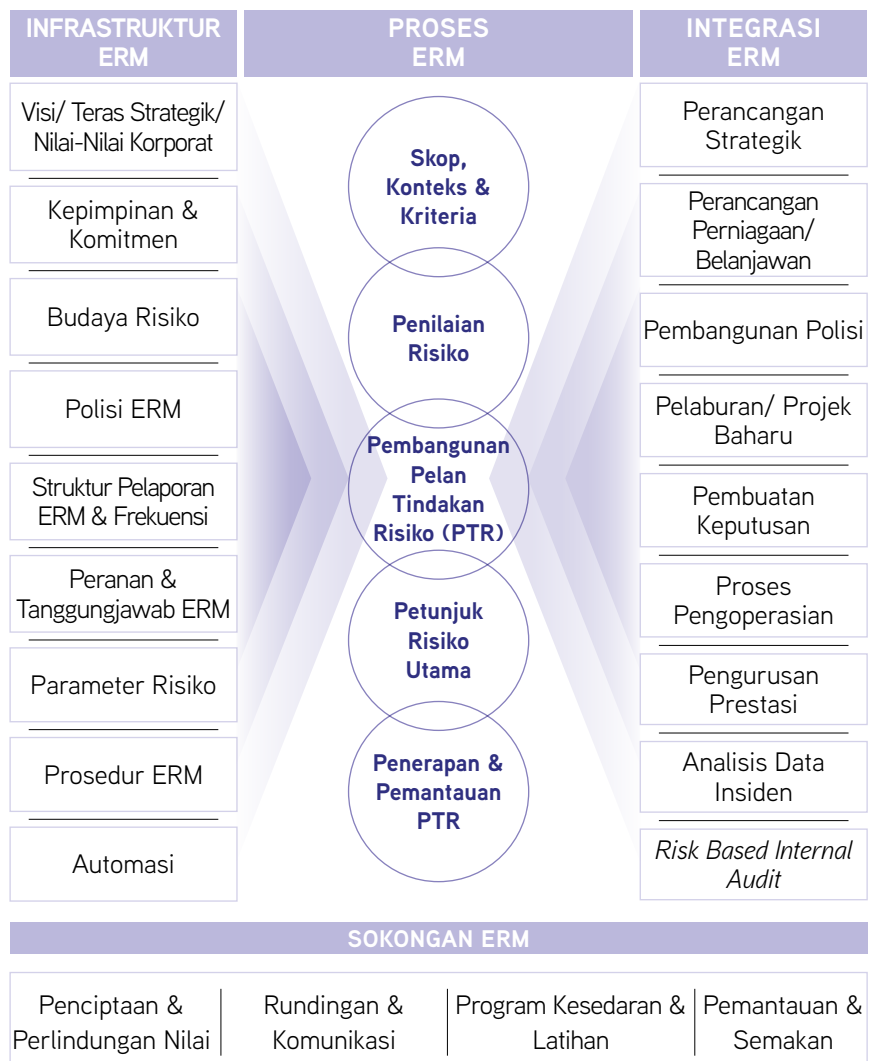 INFRASTRUKTUR
ERM
Visi/ Teras Strategik/
Nilai-Nilai Korporat
Kepimpinan &
Komitmen
Budaya Risiko
Polisi ERM
Struktur Pelaporan
ERM & Frekuensi
Peranan &
Tanggungjawab ERM
Parameter Risiko
Prosedur ERM
Automasi
PROSES
ERM
Skop,
Konteks &
Kriteria
Penilaian
Risiko
Pembangunan
Pelan
Tindakan
Risiko (PTR)
Petunjuk
Risiko
Utama
Penerapan &
Pemantauan
PTR
INTEGRASI
ERM
Perancangan
Strategik
Perancangan
Perniagaan/
Belanjawan
Pembangunan Polisi
Pelaburan/ Projek
Baharu
Pembuatan
Keputusan
Proses
Pengoperasian
Pengurusan
Prestasi
Analisis Data
Insiden
Risk Based Internal
Audit
SOKONGAN ERM
Penciptaan &
Perlindungan Nilai
Rundingan &
Komunikasi
Program Kesedaran &
Latihan
Pemantauan &
Semakan